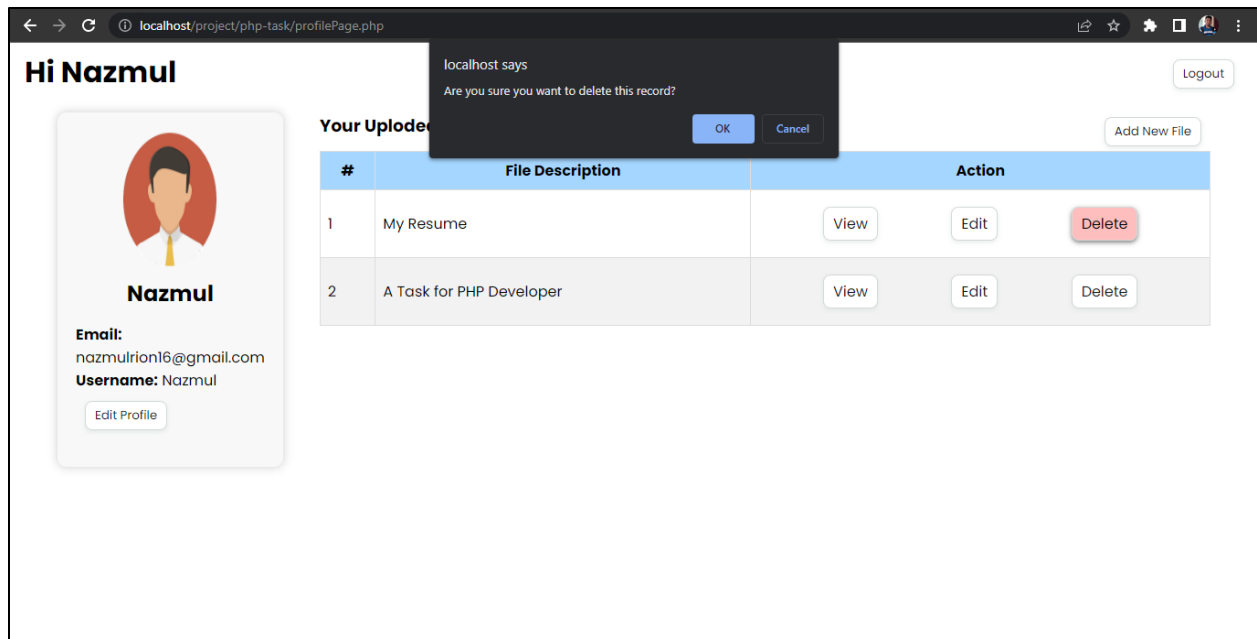 localhost/project/php-task/profilePage.php
localhost says
Are you sure you want to delete this record?
OK Cancel
Hi Nazmul
Logout
Your Uplode
Add New File
# File Description Action
1 My Resume View Edit Delete
2 A Task for PHP Developer View Edit Delete
Nazmul
Email:
nazmulrion16@gmail.com
Username: Nazmul
Edit Profile